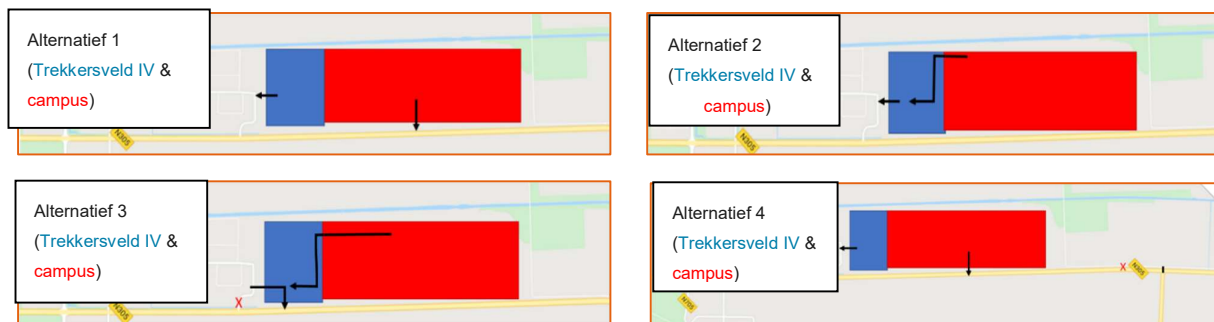 Alternatief 1
(Trekkersveld IV &
campus)
N305
Alternatief 2
(Trekkersveld IV &
campus)
N305
Alternatief 3
(Trekkersveld IV &
campus)
X
N305
Alternatief 4
(Trekkersveld IV &
campus)
X
N305
N705